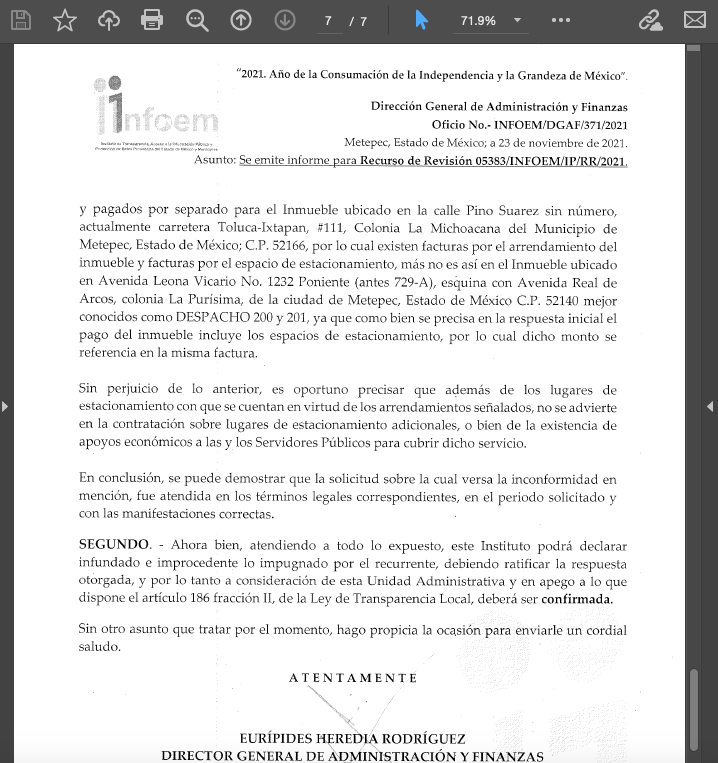 7 / 7
71.9%
"2021. Año de la Consumación de la Independencia y la Grandeza de México".
infoem
Instituto de Transparencia, Acceso a la Información Pública y
Protección de Datos Personales del Estado de México y Municipios
Dirección General de Administración y Finanzas
Oficio No.- INFOEM/DGAF/371/2021
Metepec, Estado de México; a 23 de noviembre de 2021.
Asunto: Se emite informe para Recurso de Revisión 05383/INFOEM/IP/RR/2021.
y pagados por separado para el Inmueble ubicado en la calle Pino Suarez sin número,
actualmente carretera Toluca-Ixtapan, #111, Colonia La Michoacana del Municipio de
Metepec, Estado de México; C.P. 52166, por lo cual existen facturas por el arrendamiento del
inmueble y facturas por el espacio de estacionamiento, más no es así en el Inmueble ubicado
en Avenida Leona Vicario No. 1232 Poniente (antes 729-A), esquina con Avenida Real de
Arcos, colonia La Purísima, de la ciudad de Metepec, Estado de México C.P. 52140 mejor
conocidos como DESPACHO 200 y 201, ya que como bien se precisa en la respuesta inicial el
pago del inmueble incluye los espacios de estacionamiento, por lo cual dicho monto se
referencia en la misma factura.
Sin perjuicio de lo anterior, es oportuno precisar que además de los lugares de
estacionamiento con que se cuentan en virtud de los arrendamientos señalados, no se advierte
en la contratación sobre lugares de estacionamiento adicionales, o bien de la existencia de
apoyos económicos a las y los Servidores Públicos para cubrir dicho servicio.
En conclusión, se puede demostrar que la solicitud sobre la cual versa la inconformidad en
mención, fue atendida en los términos legales correspondientes, en el periodo solicitado y
con las manifestaciones correctas.
SEGUNDO. - Ahora bien, atendiendo a todo lo expuesto, este Instituto podrá declarar
infundado e improcedente lo impugnado por el recurrente, debiendo ratificar la respuesta
otorgada, y por lo tanto a consideración de esta Unidad Administrativa y en apego a lo que
dispone el artículo 186 fracción II, de la Ley de Transparencia Local, deberá ser confirmada.
Sin otro asunto que tratar por el momento, hago propicia la ocasión para enviarle un cordial
saludo.
ATENTAMENTE
EURÍPIDES HEREDIA RODRÍGUEZ
DIRECTOR GENERAL DE ADMINISTRACIÓN Y FINANZAS